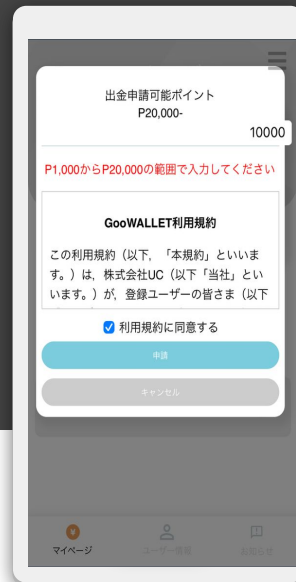 出金申請可能ポイント
P20,000-
10000
P1,000からP20,000の範囲で入力してください
GooWALLET利用規約
この利用規約（以下，「本規約」といいま
す。）は，株式会社UC（以下「当社」とい
います。）が，登録ユーザーの皆さま（以下
利用規約に同意する
申請
キャンセル
マイページ
ユーザー情報
お知らせ